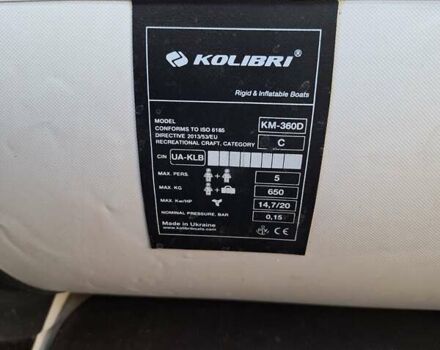 KOLIBRI®
Rigid & Inflatable Boats
MODEL KM-360D
CONFORMS TO ISO 6185
DIRECTIVE 2013/53/EU
RECREATIONAL CRAFT, CATEGORY C
CIN UA-KLB
MAX. PERS. + 5
MAX. KG + 650
MAX. Kw/HP 14,7/20
NOMINAL PRESSURE, BAR 0,15
Made in Ukraine
www.kolibriboats.com CE